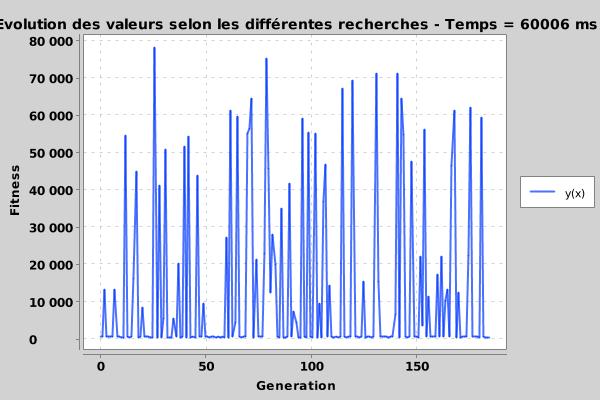 Evolution des valeurs selon les différentes recherches - Temps = 60006 ms
80 000
70 000
60 000
50 000
40 000
30 000
20 000
10 000
0
Fitness
0 50 100 150
Generation
y(x)